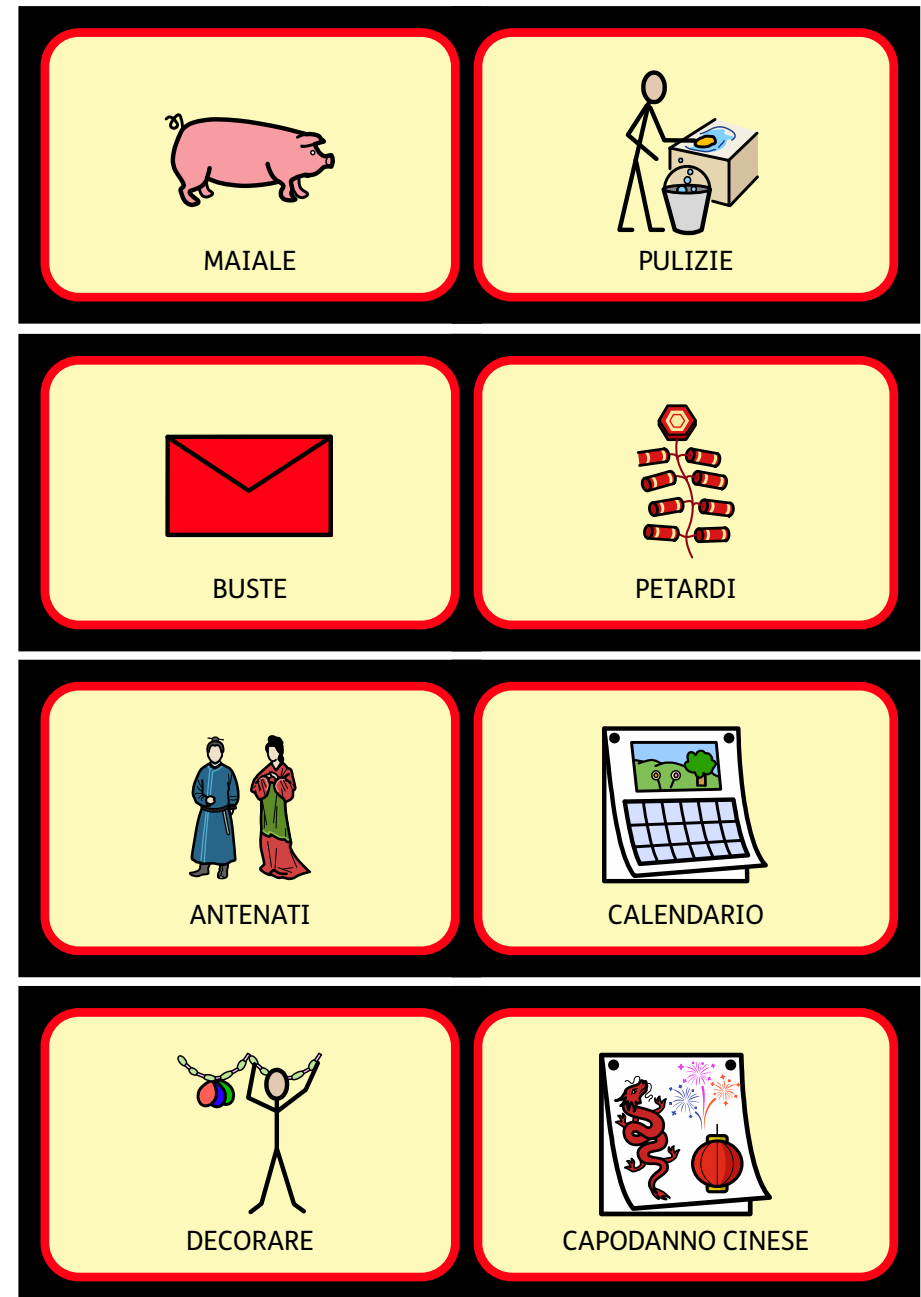 MAIALE
PULIZIE
BUSTE
PETARDI
ANTENATI
CALENDARIO
DECORARE
CAPODANNO CINESE